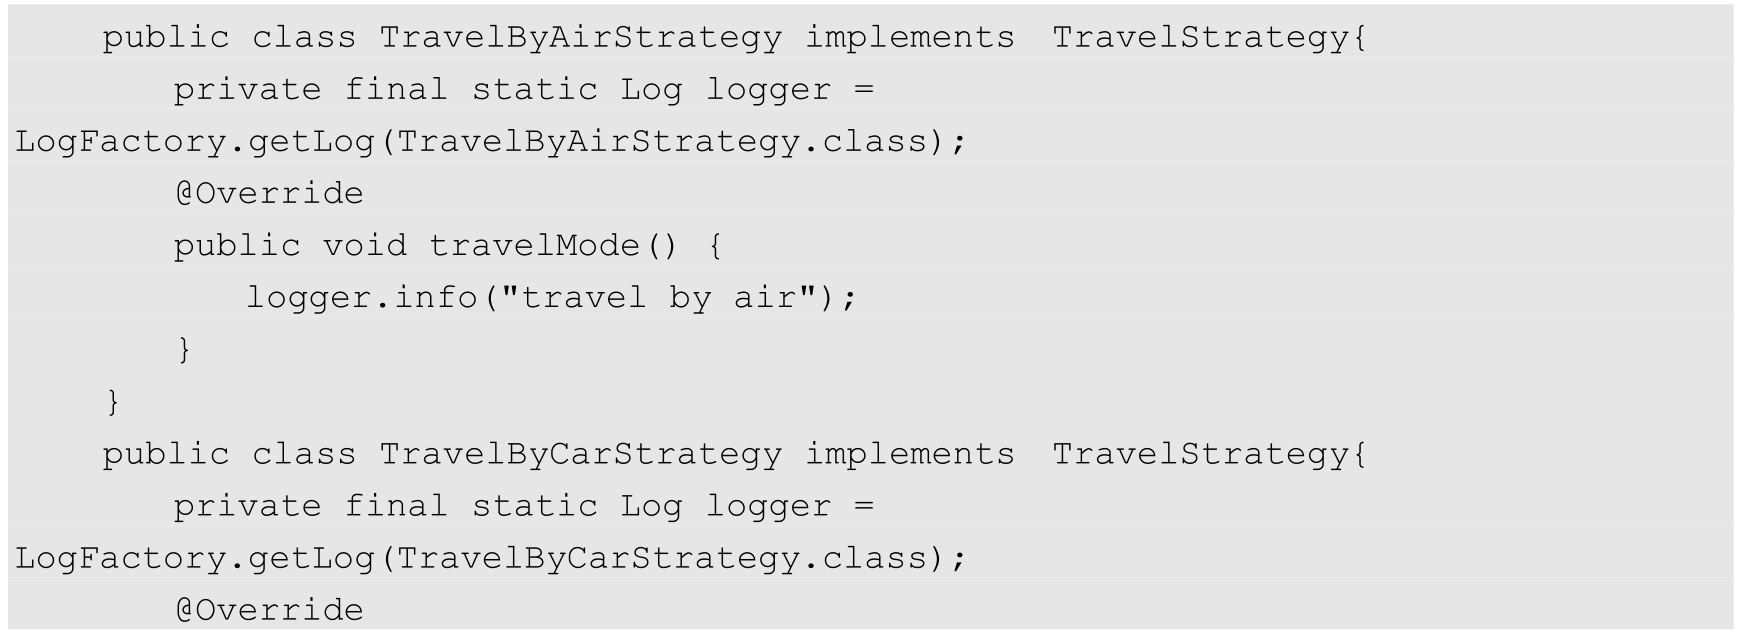 public class TravelByAirStrategy implements  TravelStrategy{
private final static Log logger =
LogFactory.getLog(TravelByAirStrategy.class);
@Override
public void travelMode() {
logger.info("travel by air");
}
}
public class TravelByCarStrategy implements  TravelStrategy{
private final static Log logger =
LogFactory.getLog(TravelByCarStrategy.class);
@Override